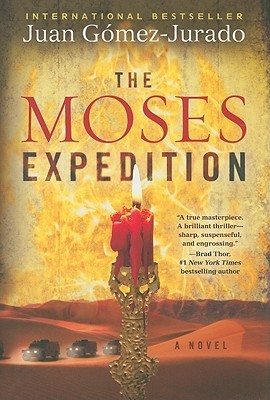 INTERNATIONAL BESTSELLER
Juan Gómez-Jurado
THE
MOSES
EXPEDITION
"A true masterpiece.
A brilliant thriller—
sharp, suspenseful,
and engrossing."
—Brad Thor,
#1 New York Times
bestselling author
A NOVEL